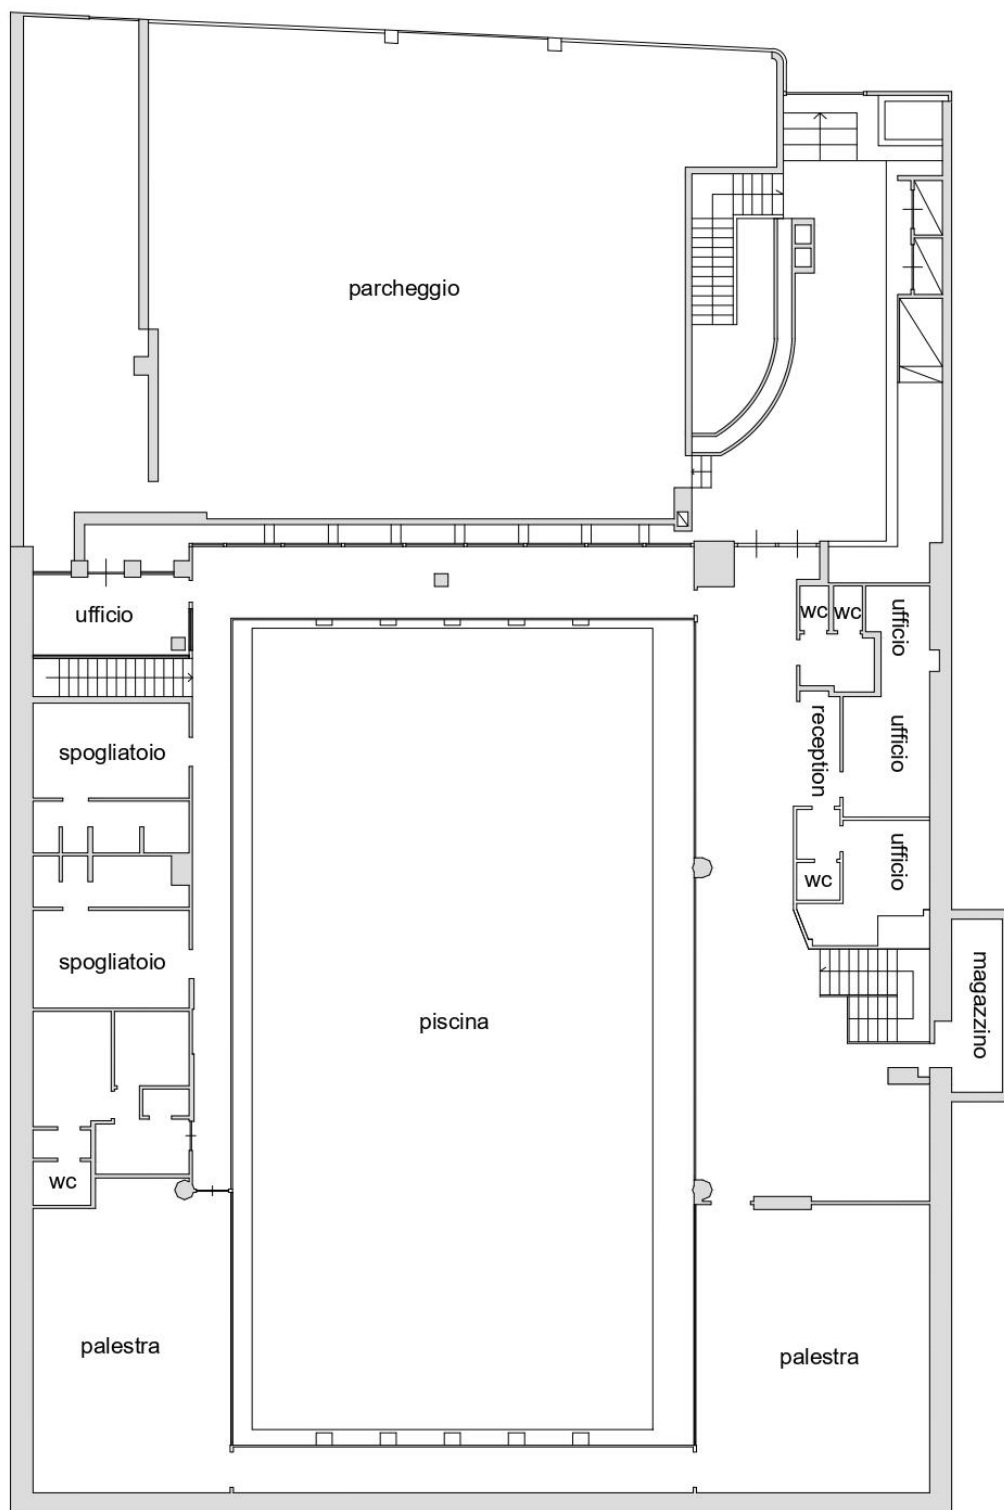 parcheggio
ufficio
wc
wc
ufficio
spogliatoio
reception
ufficio
ufficio
wc
spogliatoio
piscina
magazzino
wc
palestra
palestra